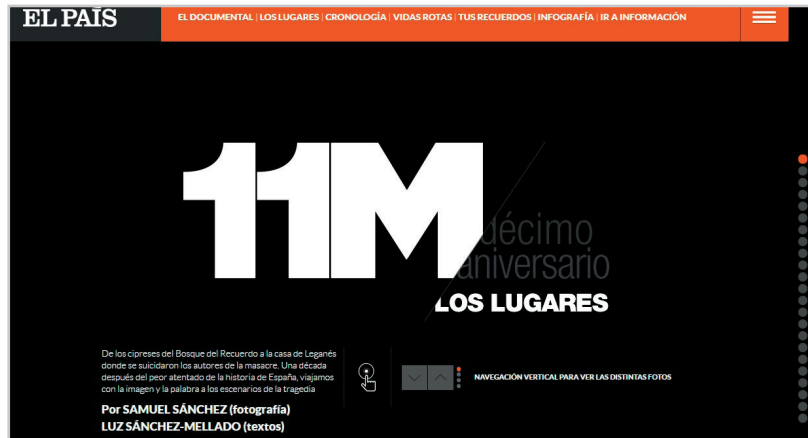 EL PAÍS
EL DOCUMENTAL | LOS LUGARES | CRONOLOGÍA | VIDAS ROTAS | TUS RECUERDOS | INFOGRAFÍA | IR A INFORMACIÓN
11M
décimo
aniversario
LOS LUGARES
De los cipreses del Bosque del Recuerdo a la casa de Leganés
donde se suicidaron los autores de la masacre. Una década
después del peor atentado de la historia de España, viajamos
con la imagen y la palabra a los escenarios de la tragedia
Por SAMUEL SÁNCHEZ (fotografía)
LUZ SÁNCHEZ-MELLADO (textos)
NAVEGACIÓN VERTICAL PARA VER LAS DISTINTAS FOTOS